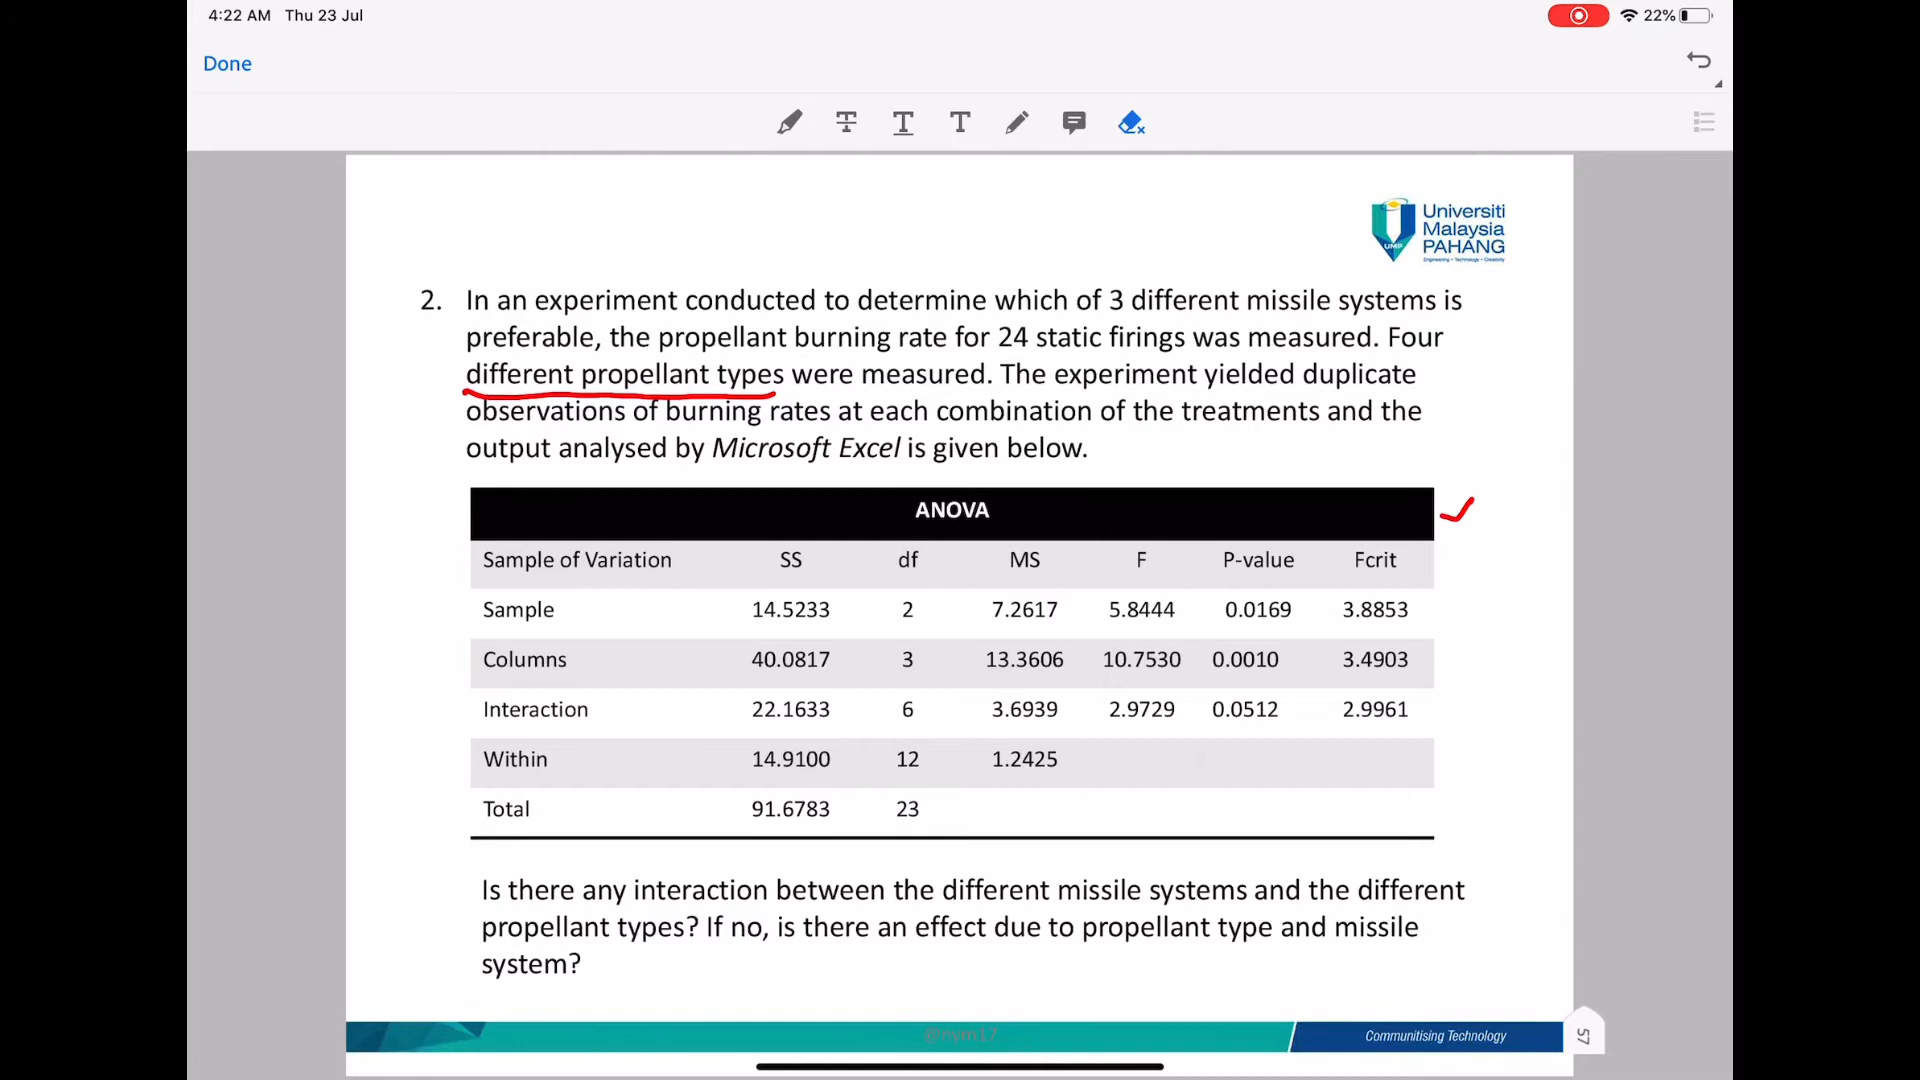 4:22 AM Thu 23 Jul
22%
Done
Universiti
Malaysia
PAHANG
UMP
Engineering • Technology • Creativity
2. In an experiment conducted to determine which of 3 different missile systems is
preferable, the propellant burning rate for 24 static firings was measured. Four
different propellant types were measured. The experiment yielded duplicate
observations of burning rates at each combination of the treatments and the
output analysed by Microsoft Excel is given below.
ANOVA
Sample of Variation SS df MS F P-value Fcrit
Sample 14.5233 2 7.2617 5.8444 0.0169 3.8853
Columns 40.0817 3 13.3606 10.7530 0.0010 3.4903
Interaction 22.1633 6 3.6939 2.9729 0.0512 2.9961
Within 14.9100 12 1.2425
Total 91.6783 23
Is there any interaction between the different missile systems and the different
propellant types? If no, is there an effect due to propellant type and missile
system?
@nym17
Communitising Technology
57